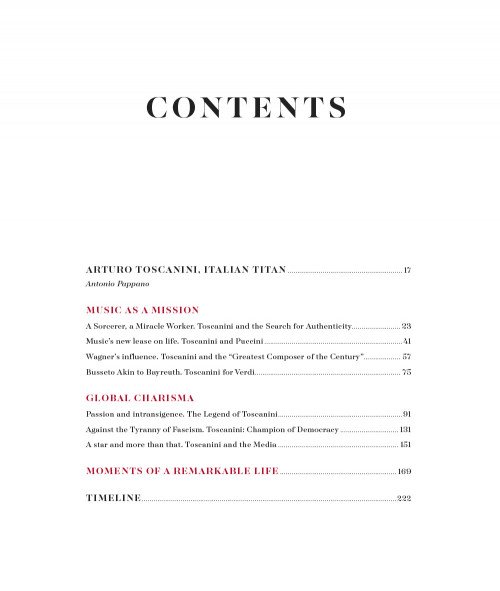 CONTENTS
ARTURO TOSCANINI, ITALIAN TITAN 17
Antonio Pappano
MUSIC AS A MISSION
A Sorcerer, a Miracle Worker. Toscanini and the Search for Authenticity 23
Music's new lease on life. Toscanini and Puccini 41
Wagner's influence. Toscanini and the “Greatest Composer of the Century” 57
Busseto Akin to Bayreuth. Toscanini for Verdi 75
GLOBAL CHARISMA
Passion and intransigence. The Legend of Toscanini 91
Against the Tyranny of Fascism. Toscanini: Champion of Democracy 131
A star and more than that. Toscanini and the Media 151
MOMENTS OF A REMARKABLE LIFE 169
TIMELINE 222